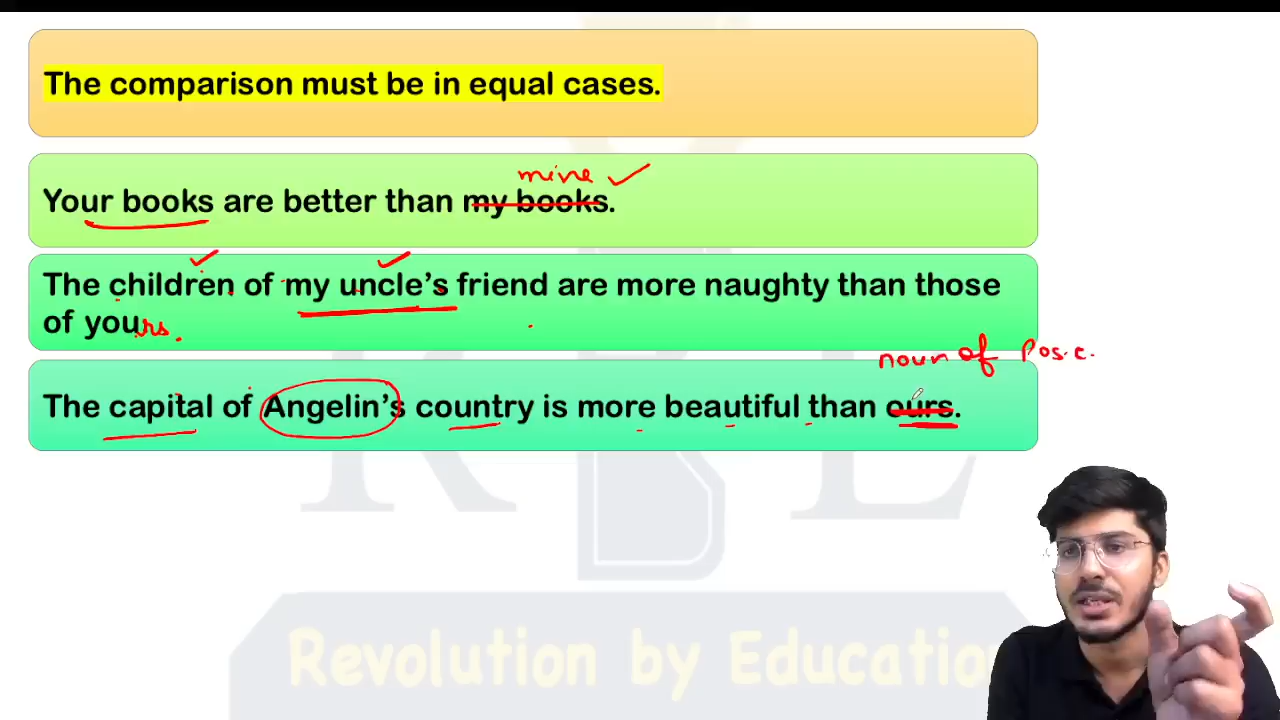 The comparison must be in equal cases.
mine
Your books are better than my books.
The children of my uncle's friend are more naughty than those
of yours.
noun of Pos.c.
The capital of Angelin's country is more beautiful than ours.
R B E
Revolution by Education